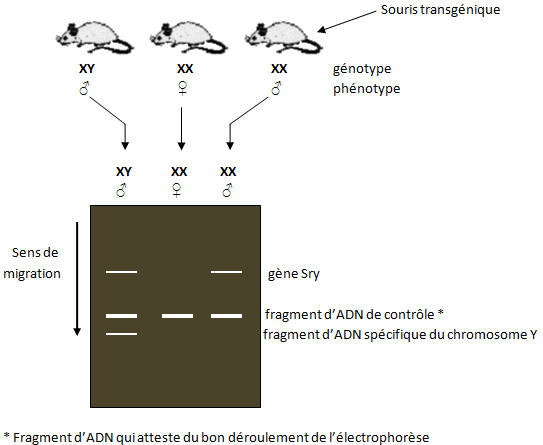 Souris transgénique
XY XX XX génotype
♂ ♀ ♂ phénotype
XY XX XX
♂ ♀ ♂
Sens de
migration
gène Sry
fragment d'ADN de contrôle *
fragment d'ADN spécifique du chromosome Y
* Fragment d'ADN qui atteste du bon déroulement de l'électrophorèse